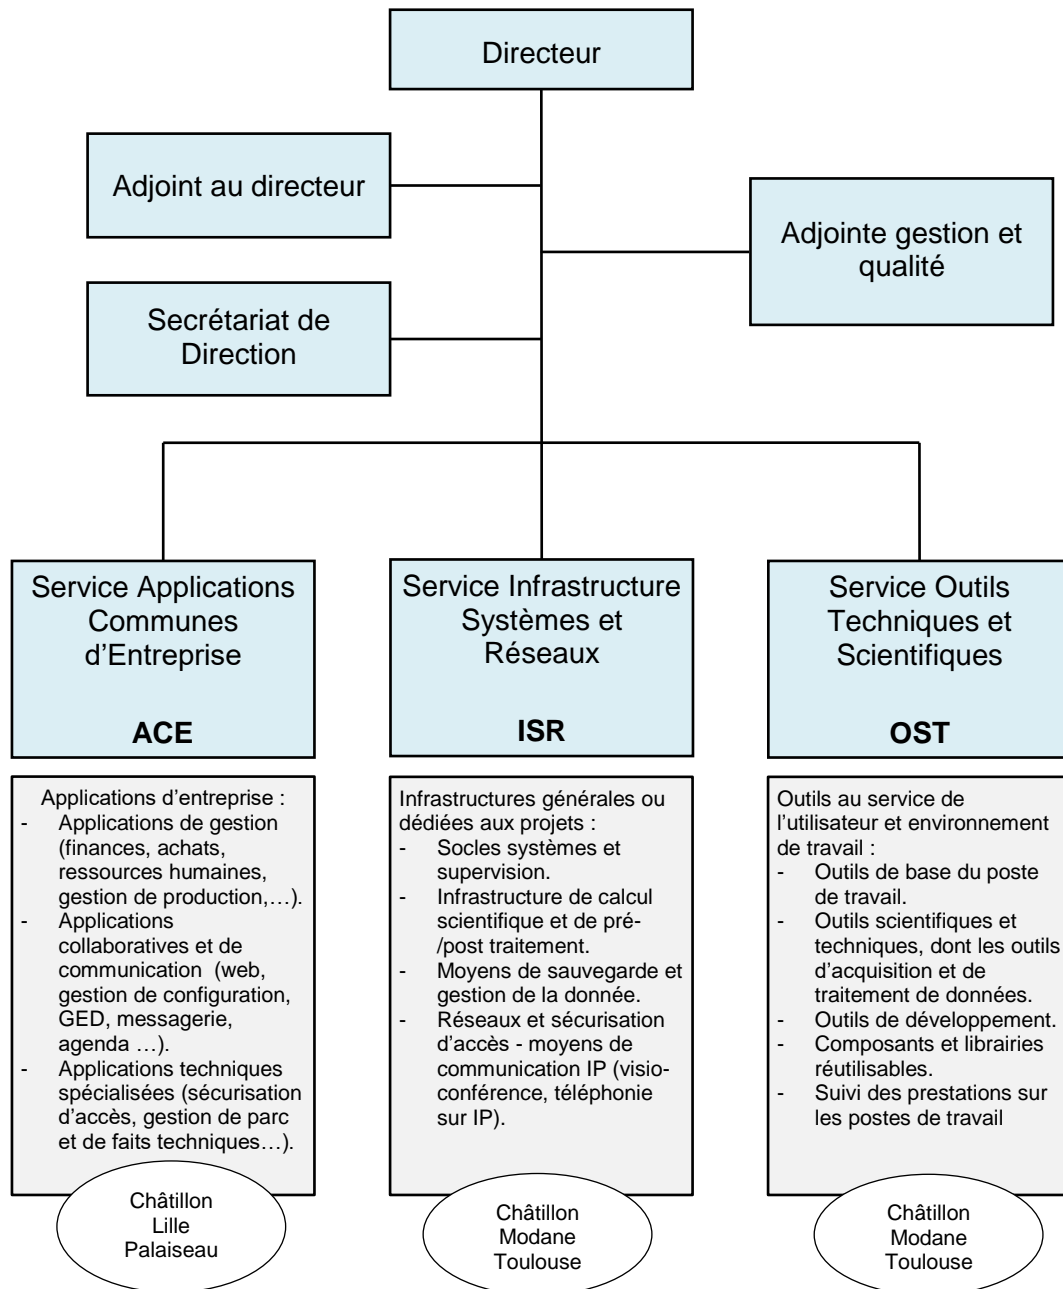 Directeur
Adjoint au directeur
Adjointe gestion et
qualité
Secrétariat de
Direction
Service Applications
Communes
d’Entreprise
ACE
Service Infrastructure
Systèmes et
Réseaux
ISR
Service Outils
Techniques et
Scientifiques
OST
Applications d’entreprise :
- Applications de gestion
(finances, achats,
ressources humaines,
gestion de production,…).
- Applications
collaboratives et de
communication (web,
gestion de configuration,
GED, messagerie,
agenda …).
- Applications techniques
spécialisées (sécurisation
d’accès, gestion de parc
et de faits techniques…).
Châtillon
Lille
Palaiseau
Infrastructures générales ou
dédiées aux projets :
- Socles systèmes et
supervision.
- Infrastructure de calcul
scientifique et de pré-
/post traitement.
- Moyens de sauvegarde et
gestion de la donnée.
- Réseaux et sécurisation
d’accès - moyens de
communication IP (visio-
conférence, téléphonie
sur IP).
Châtillon
Modane
Toulouse
Outils au service de
l’utilisateur et environnement
de travail :
- Outils de base du poste
de travail.
- Outils scientifiques et
techniques, dont les outils
d’acquisition et de
traitement de données.
- Outils de développement.
- Composants et librairies
réutilisables.
- Suivi des prestations sur
les postes de travail
Châtillon
Modane
Toulouse